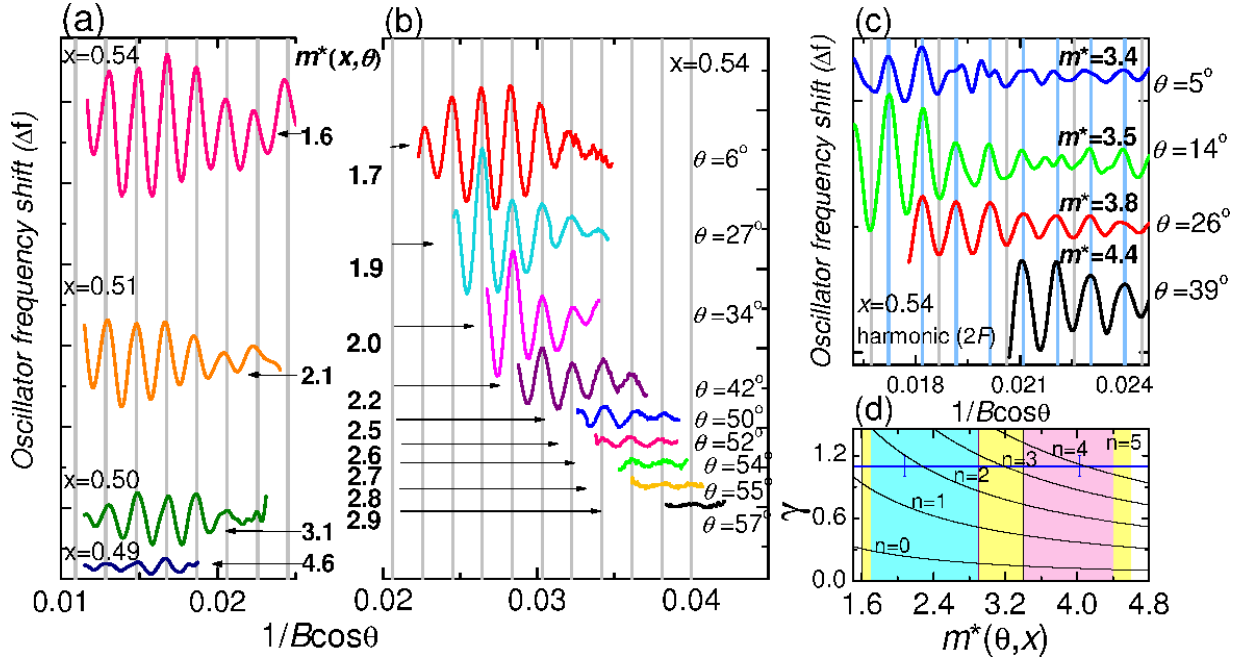 (a)
x=0.54
m*(x,θ)
1.6
x=0.51
2.1
x=0.50
3.1
x=0.49
4.6
Oscillator frequency shift (Δf)
0.01
0.02
1/Bcosθ
(b)
x=0.54
1.7
θ=6°
1.9
θ=27°
2.0
θ=34°
2.2
θ=42°
2.5
θ=50°
2.6
θ=52°
2.7
θ=54°
2.8
θ=55°
2.9
θ=57°
0.02
0.03
0.04
(c)
Oscillator frequency shift (Δf)
m*=3.4
θ=5°
m*=3.5
θ=14°
m*=3.8
θ=26°
m*=4.4
θ=39°
x=0.54
harmonic (2F)
0.018
0.021
0.024
1/Bcosθ
(d)
γ
1.2
0.6
0.0
n=0
n=1
n=2
n=3
n=4
n=5
1.6
2.4
3.2
4.0
4.8
m*(θ,x)